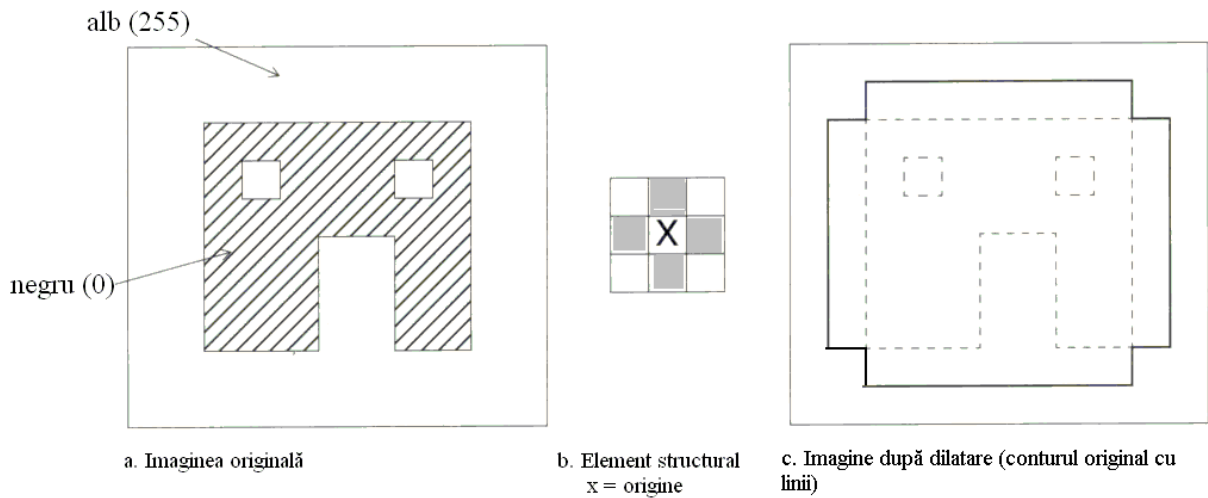 alb (255)
negru (0)
X
a. Imaginea originală
b. Element structural
x = origine
c. Imagine după dilatare (conturul original cu
linii)